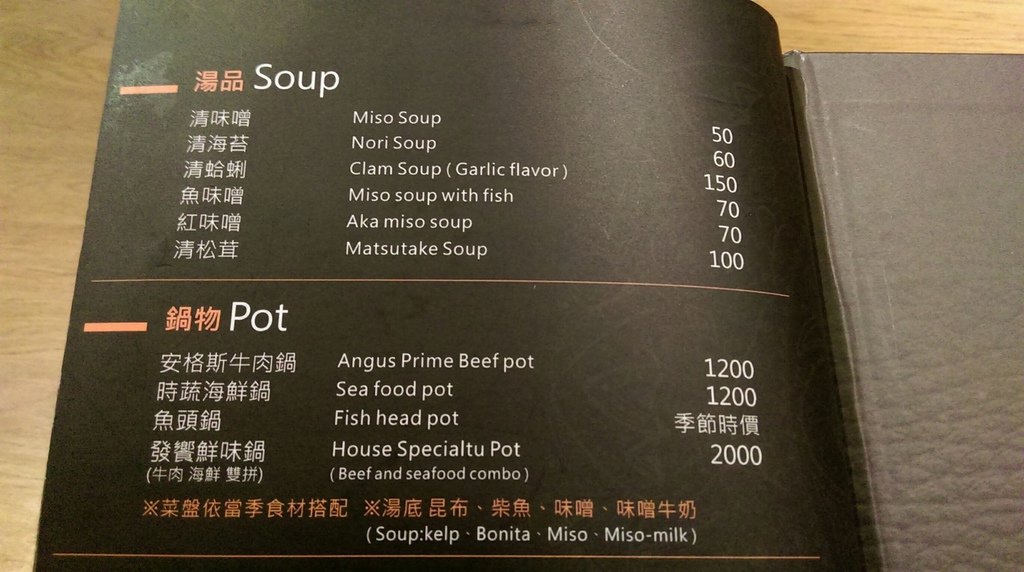 湯品 Soup
清味噌 Miso Soup 50
清海苔 Nori Soup 60
清蛤蜊 Clam Soup ( Garlic flavor ) 150
魚味噌 Miso soup with fish 70
紅味噌 Aka miso soup 70
清松茸 Matsutake Soup 100
鍋物 Pot
安格斯牛肉鍋 Angus Prime Beef pot 1200
時蔬海鮮鍋 Sea food pot 1200
魚頭鍋 Fish head pot 季節時價
發饗鮮味鍋 House Specialtu Pot 2000
(牛肉 海鮮 雙拼) ( Beef and seafood combo )
※菜盤依當季食材搭配 ※湯底 昆布、柴魚、味噌、味噌牛奶
( Soup:kelp、Bonita、Miso、Miso-milk )